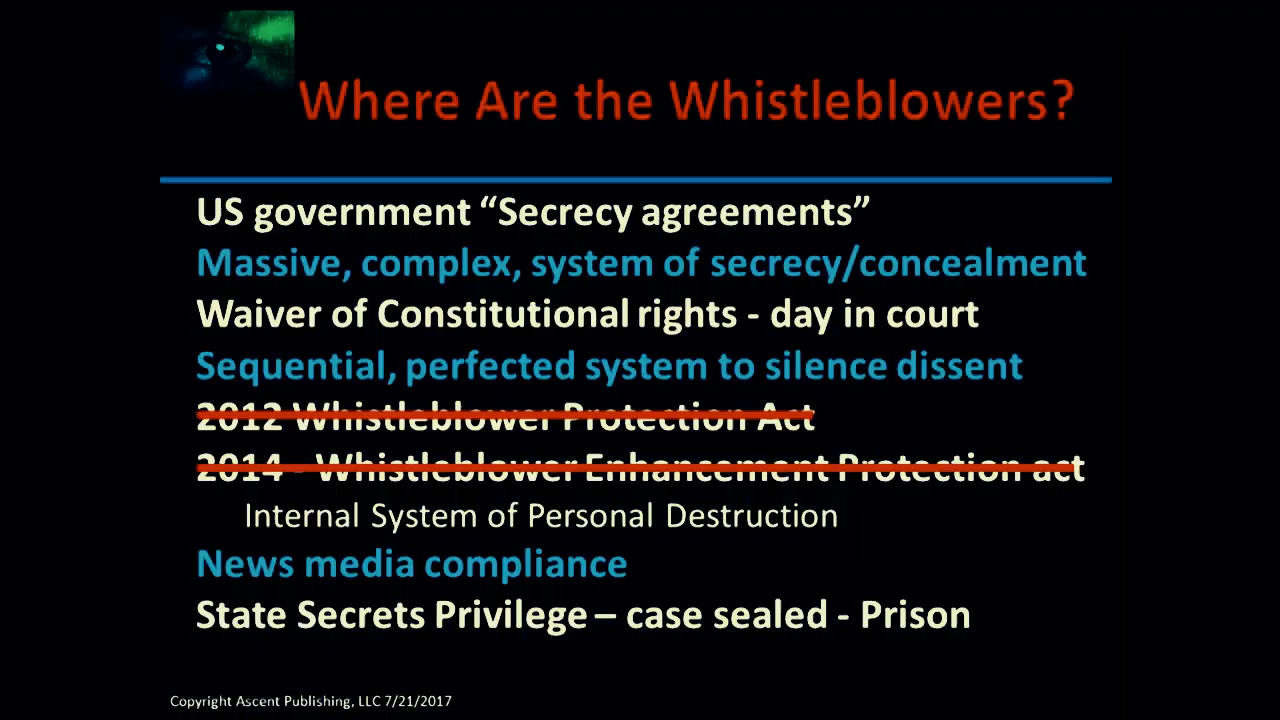 Where Are the Whistleblowers?
US government “Secrecy agreements”
Massive, complex, system of secrecy/concealment
Waiver of Constitutional rights - day in court
Sequential, perfected system to silence dissent
2012 Whistleblower Protection Act
2014 - Whistleblower Enhancement Protection act
Internal System of Personal Destruction
News media compliance
State Secrets Privilege – case sealed - Prison
Copyright Ascent Publishing, LLC 7/21/2017